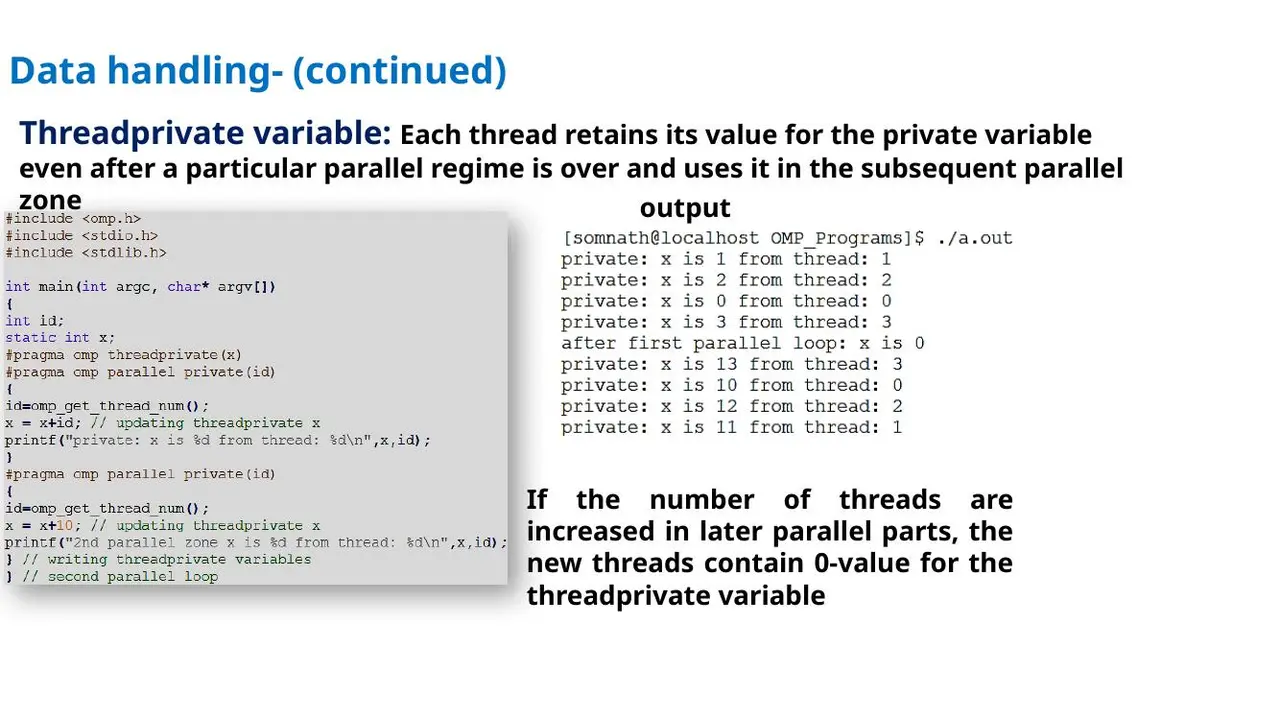 Data handling- (continued)
Threadprivate variable: Each thread retains its value for the private variable
even after a particular parallel regime is over and uses it in the subsequent parallel
zone
#include <omp.h>
#include <stdio.h>
#include <stdlib.h>
int main(int argc, char* argv[])
{
int id;
static int x;
#pragma omp threadprivate(x)
#pragma omp parallel private(id)
{
id=omp_get_thread_num();
x = x+id; // updating threadprivate x
printf("private: x is %d from thread: %d\n",x,id);
}
#pragma omp parallel private(id)
{
id=omp_get_thread_num();
x = x+10; // updating threadprivate x
printf("2nd parallel zone x is %d from thread: %d\n",x,id);
} // writing threadprivate variables
} // second parallel loop
output
[somnath@localhost OMP_Programs]$ ./a.out
private: x is 1 from thread: 1
private: x is 2 from thread: 2
private: x is 0 from thread: 0
private: x is 3 from thread: 3
after first parallel loop: x is 0
private: x is 13 from thread: 3
private: x is 10 from thread: 0
private: x is 12 from thread: 2
private: x is 11 from thread: 1
If the number of threads are
increased in later parallel parts, the
new threads contain 0-value for the
threadprivate variable